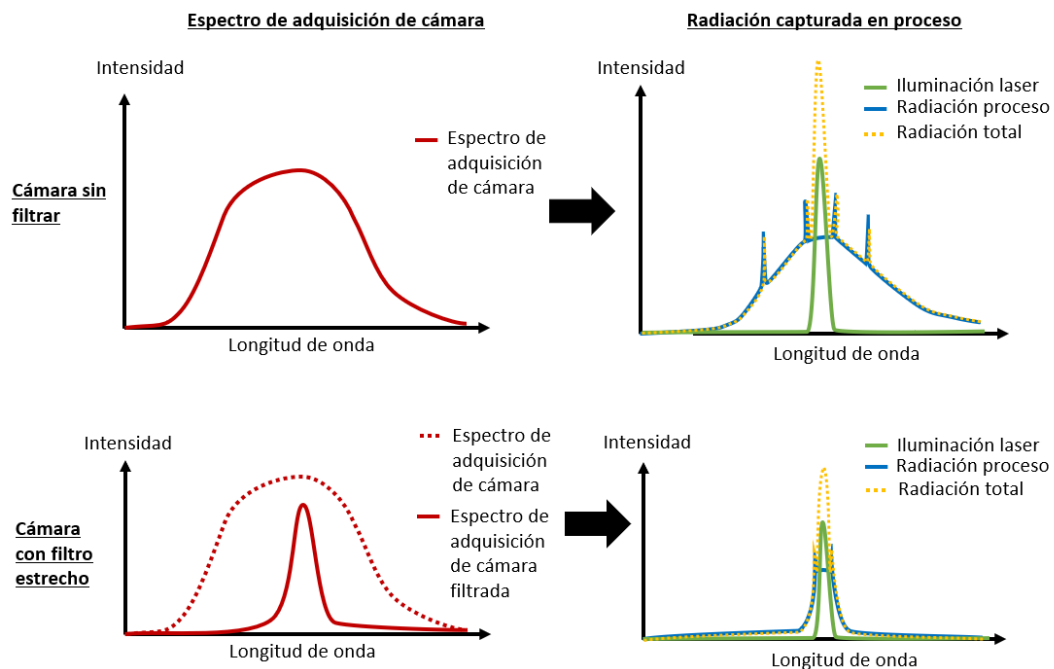 Espectro de adquisición de cámara
Radiación capturada en proceso
Intensidad
Intensidad
Iluminación laser
Radiación proceso
Radiación total
Espectro de
adquisición
de cámara
Cámara sin
filtrar
Longitud de onda
Longitud de onda
Intensidad
Intensidad
Espectro de
adquisición
de cámara
Espectro de
adquisición
de cámara
filtrada
Iluminación laser
Radiación proceso
Radiación total
Cámara
con filtro
estrecho
Longitud de onda
Longitud de onda